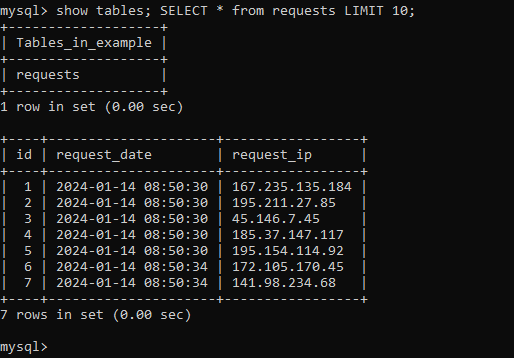 mysql> show tables; SELECT * from requests LIMIT 10;
+-------------------+
| Tables_in_example |
+-------------------+
| requests          |
+-------------------+
1 row in set (0.00 sec)

+----+---------------------+-----------------+
| id | request_date        | request_ip      |
+----+---------------------+-----------------+
|  1 | 2024-01-14 08:50:30 | 167.235.135.184 |
|  2 | 2024-01-14 08:50:30 | 195.211.27.85   |
|  3 | 2024-01-14 08:50:30 | 45.146.7.45     |
|  4 | 2024-01-14 08:50:30 | 185.37.147.117  |
|  5 | 2024-01-14 08:50:30 | 195.154.114.92  |
|  6 | 2024-01-14 08:50:34 | 172.105.170.45  |
|  7 | 2024-01-14 08:50:34 | 141.98.234.68   |
+----+---------------------+-----------------+
7 rows in set (0.00 sec)

mysql>